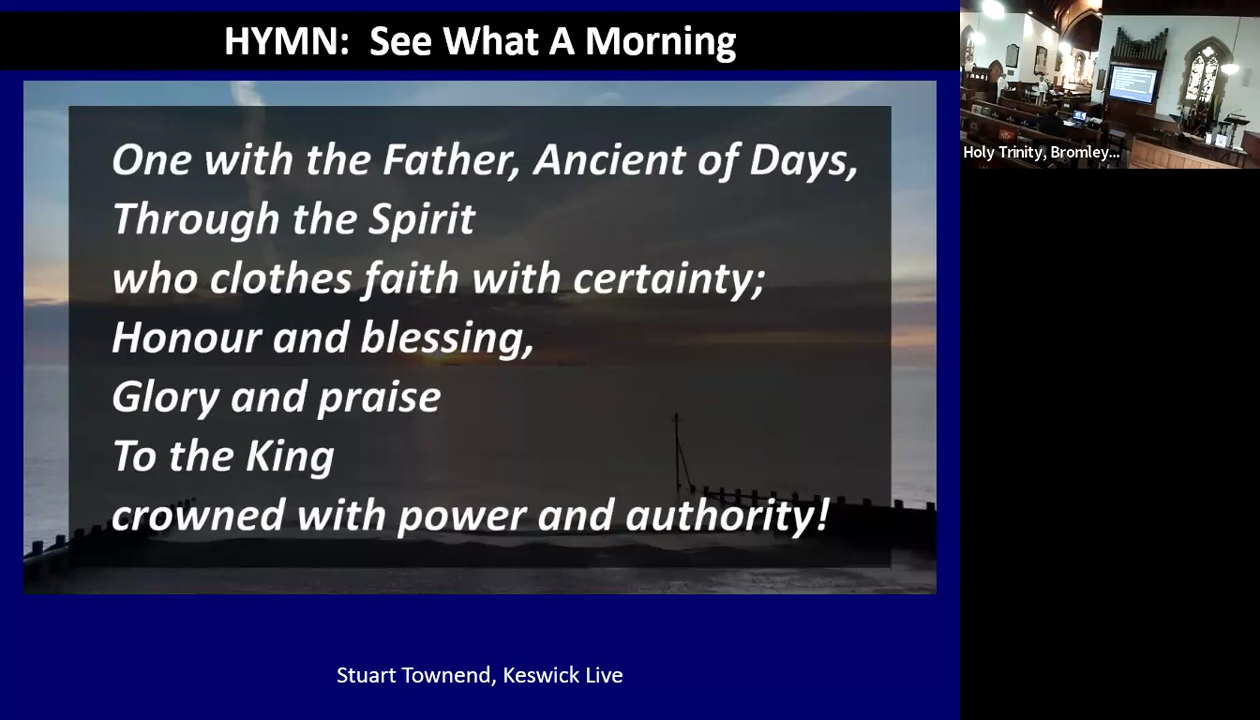 HYMN: See What A Morning
One with the Father, Ancient of Days,
Through the Spirit
who clothes faith with certainty;
Honour and blessing,
Glory and praise
To the King
crowned with power and authority!
Stuart Townend, Keswick Live
Holy Trinity, Bromley...